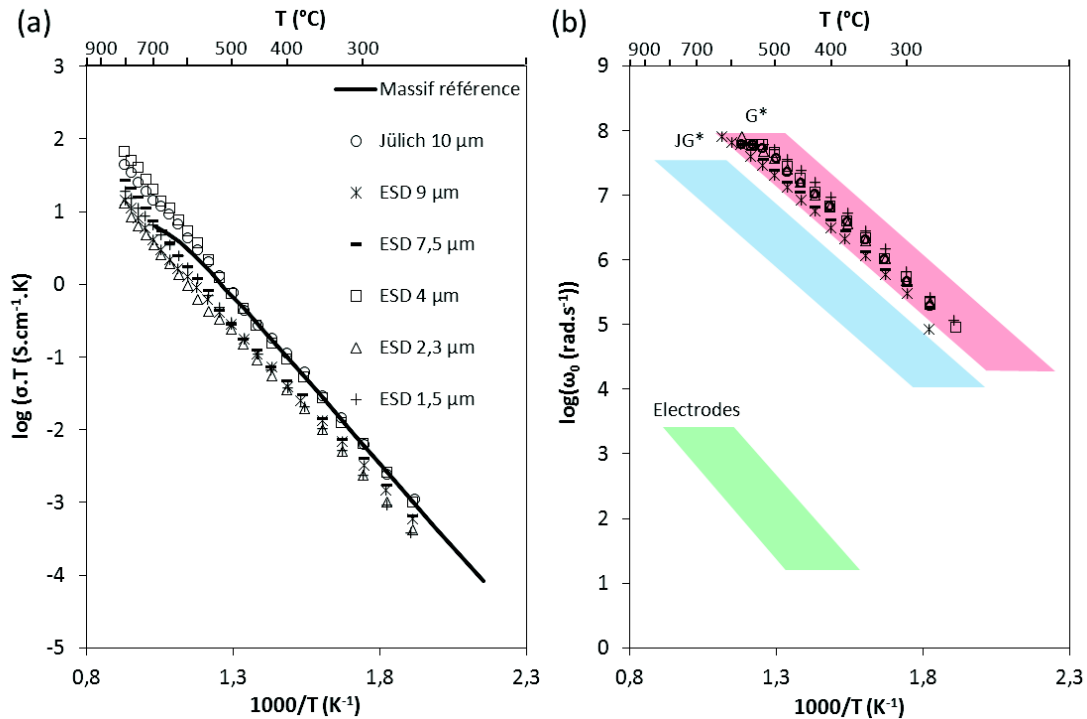 (a)
T (°C)
900 700 500 400 300
3
2
1
0
-1
-2
-3
-4
-5
log (σ.T (S.cm⁻¹.K)
Massif référence
Jülich 10 µm
ESD 9 µm
ESD 7,5 µm
ESD 4 µm
ESD 2,3 µm
ESD 1,5 µm
0,8 1,3 1,8 2,3
1000/T (K⁻¹)
(b)
T (°C)
900 700 500 400 300
9
8
7
6
5
4
3
2
1
0
log(ω₀ (rad.s⁻¹)
G*
JG*
Electrodes
0,8 1,3 1,8 2,3
1000/T (K⁻¹)